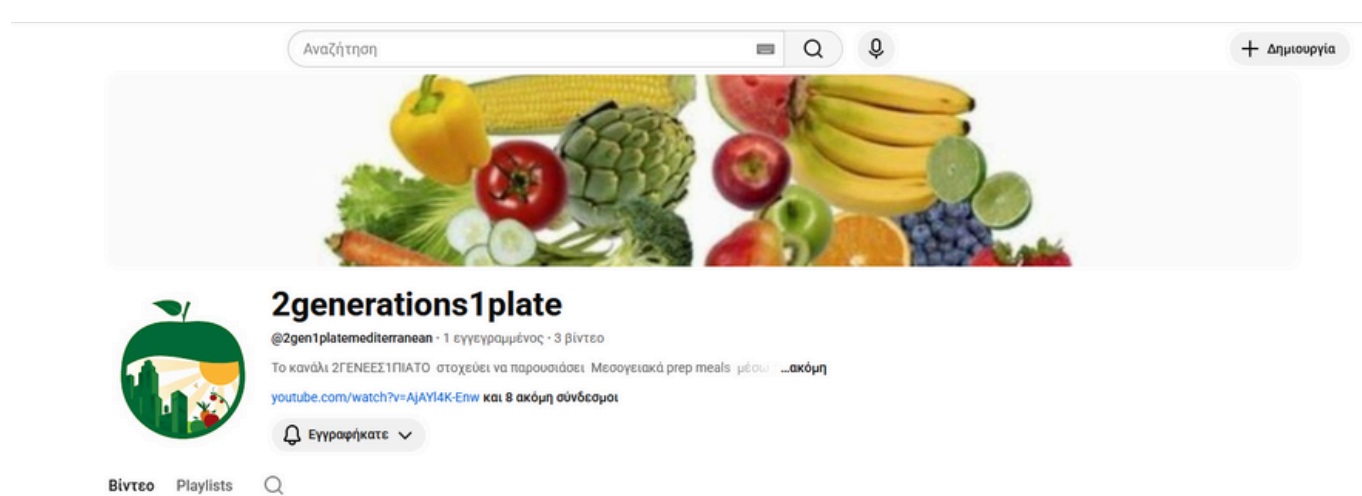 Αναζήτηση
Δημιουργία
2generations1plate
@2gen1platemediterranean · 1 εγγεγραμμένος · 3 βίντεο
Το κανάλι 2ΓΕΝΕΕΣ1ΠΙΑΤΟ στοχεύει να παρουσιάσει Μεσογειακά prep meals μέσω ...ακόμη
youtube.com/watch?v=AjAYl4K-Enw και 8 ακόμη σύνδεσμοι
Εγγραφήκατε
Βίντεο Playlists